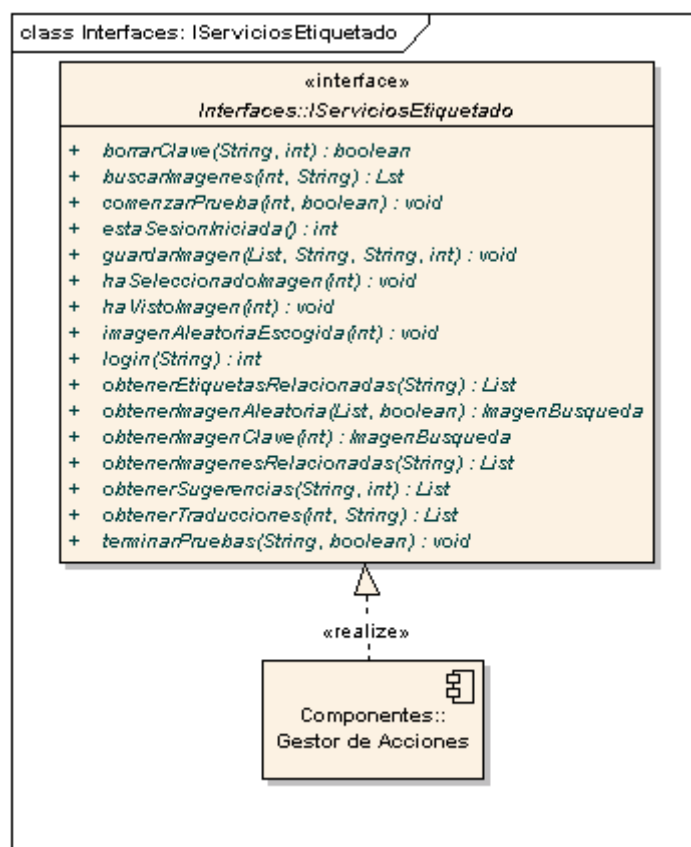 class Interfaces: IServiciosEtiquetado
«interface»
Interfaces::IServiciosEtiquetado
+ borrarClave(String, int) : boolean
+ buscarImagenes(int, String) : Lst
+ comenzarPrueba(int, boolean) : void
+ estaSesionIniciada() : int
+ guardarImagen(List, String, String, int) : void
+ haSeleccionadoImagen(int) : void
+ haVistoImagen(int) : void
+ imagenAleatoriaEscogida(int) : void
+ login(String) : int
+ obtenerEtiquetasRelacionadas(String) : List
+ obtenerImagenAleatoria(List, boolean) : ImagenBusqueda
+ obtenerImagenClave(int) : ImagenBusqueda
+ obtenerImagenesRelacionadas(String) : List
+ obtenerSugerencias(String, int) : List
+ obtenerTraducciones(int, String) : List
+ terminarPruebas(String, boolean) : void
«realize»
Componentes::
Gestor de Acciones